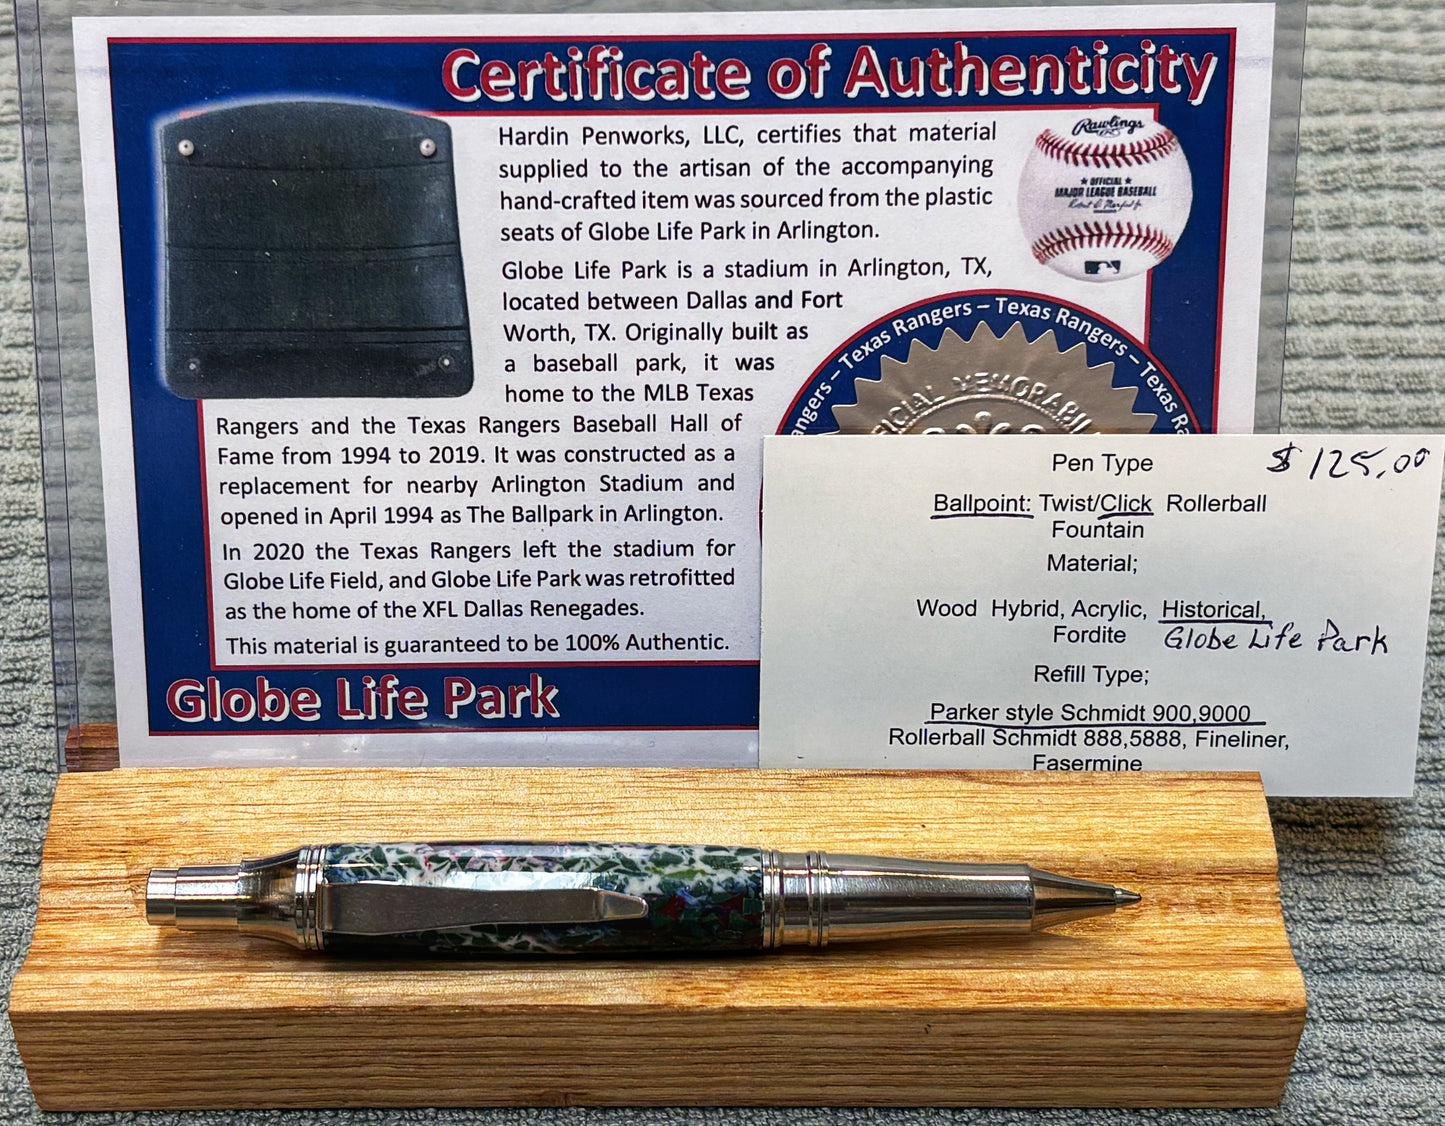 Certificate of Authenticity
Hardin Penworks, LLC, certifies that material
supplied to the artisan of the accompanying
hand-crafted item was sourced from the plastic
seats of Globe Life Park in Arlington.
Globe Life Park is a stadium in Arlington, TX,
located between Dallas and Fort
Worth, TX. Originally built as
a baseball park, it was
home to the MLB Texas
Rangers and the Texas Rangers Baseball Hall of
Fame from 1994 to 2019. It was constructed as a
replacement for nearby Arlington Stadium and
opened in April 1994 as The Ballpark in Arlington.
In 2020 the Texas Rangers left the stadium for
Globe Life Field, and Globe Life Park was retrofitted
as the home of the XFL Dallas Renegades.
This material is guaranteed to be 100% Authentic.
Globe Life Park
Rawlings
★ OFFICIAL ★
MAJOR LEAGUE BASEBALL
– Texas Rangers – Texas Rangers –
MEMORABIL
Pen Type
$125.00
Ballpoint: Twist/Click Rollerball
Fountain
Material;
Wood Hybrid, Acrylic, Historical,
Fordite Globe Life Park
Refill Type;
Parker style Schmidt 900,9000
Rollerball Schmidt 888,5888, Fineliner,
Fasermine